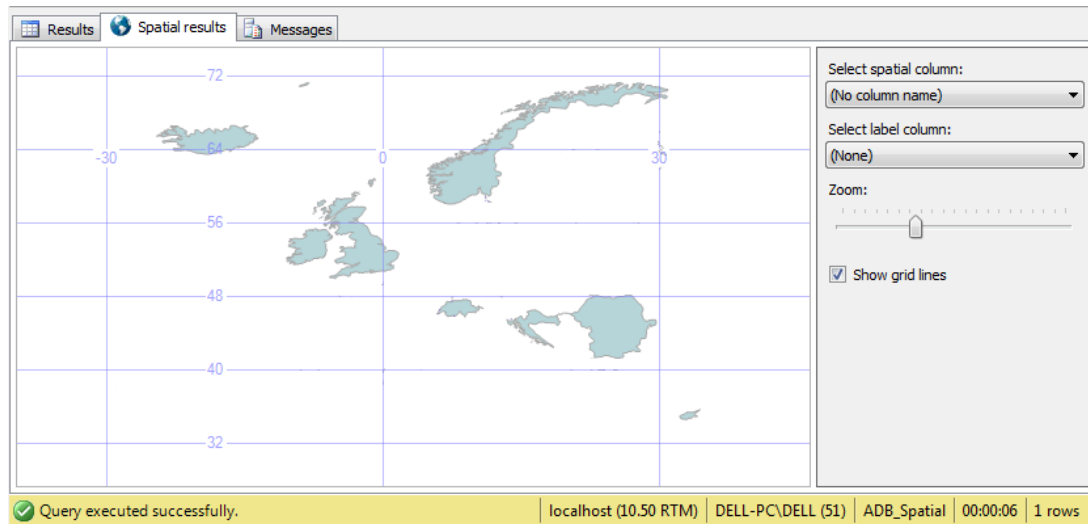 Results Spatial results Messages
72
-30 64 0 30
56
48
40
32
Select spatial column:
(No column name)
Select label column:
(None)
Zoom:
Show grid lines
Query executed successfully. localhost (10.50 RTM) DELL-PC\DELL (51) ADB_Spatial 00:00:06 1 rows